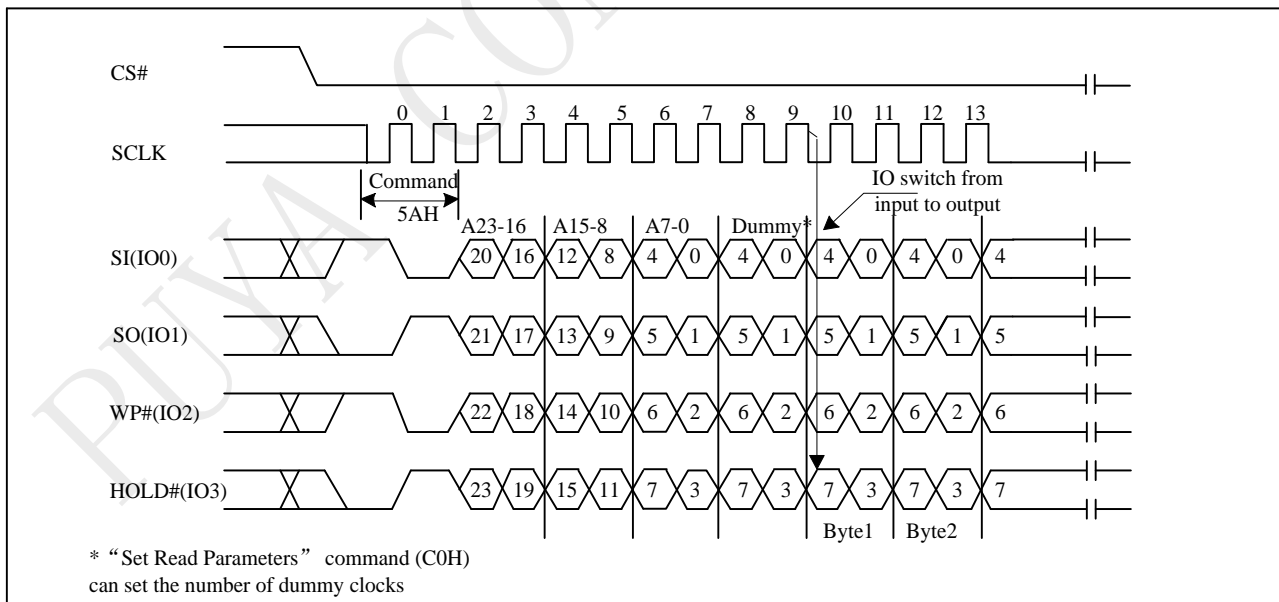 PUYA CON
CS#
0 1 2 3 4 5 6 7 8 9 10 11 12 13
SCLK
Command
5AH
IO switch from
input to output
A23-16 A15-8 A7-0 Dummy*
SI(IO0) 20 16 12 8 4 0 4 0 4 0 4 0 4
SO(IO1) 21 17 13 9 5 1 5 1 5 1 5 1 5
WP#(IO2) 22 18 14 10 6 2 6 2 6 2 6 2 6
HOLD#(IO3) 23 19 15 11 7 3 7 3 7 3 7 3 7
Byte1 Byte2
* “Set Read Parameters” command (C0H)
can set the number of dummy clocks